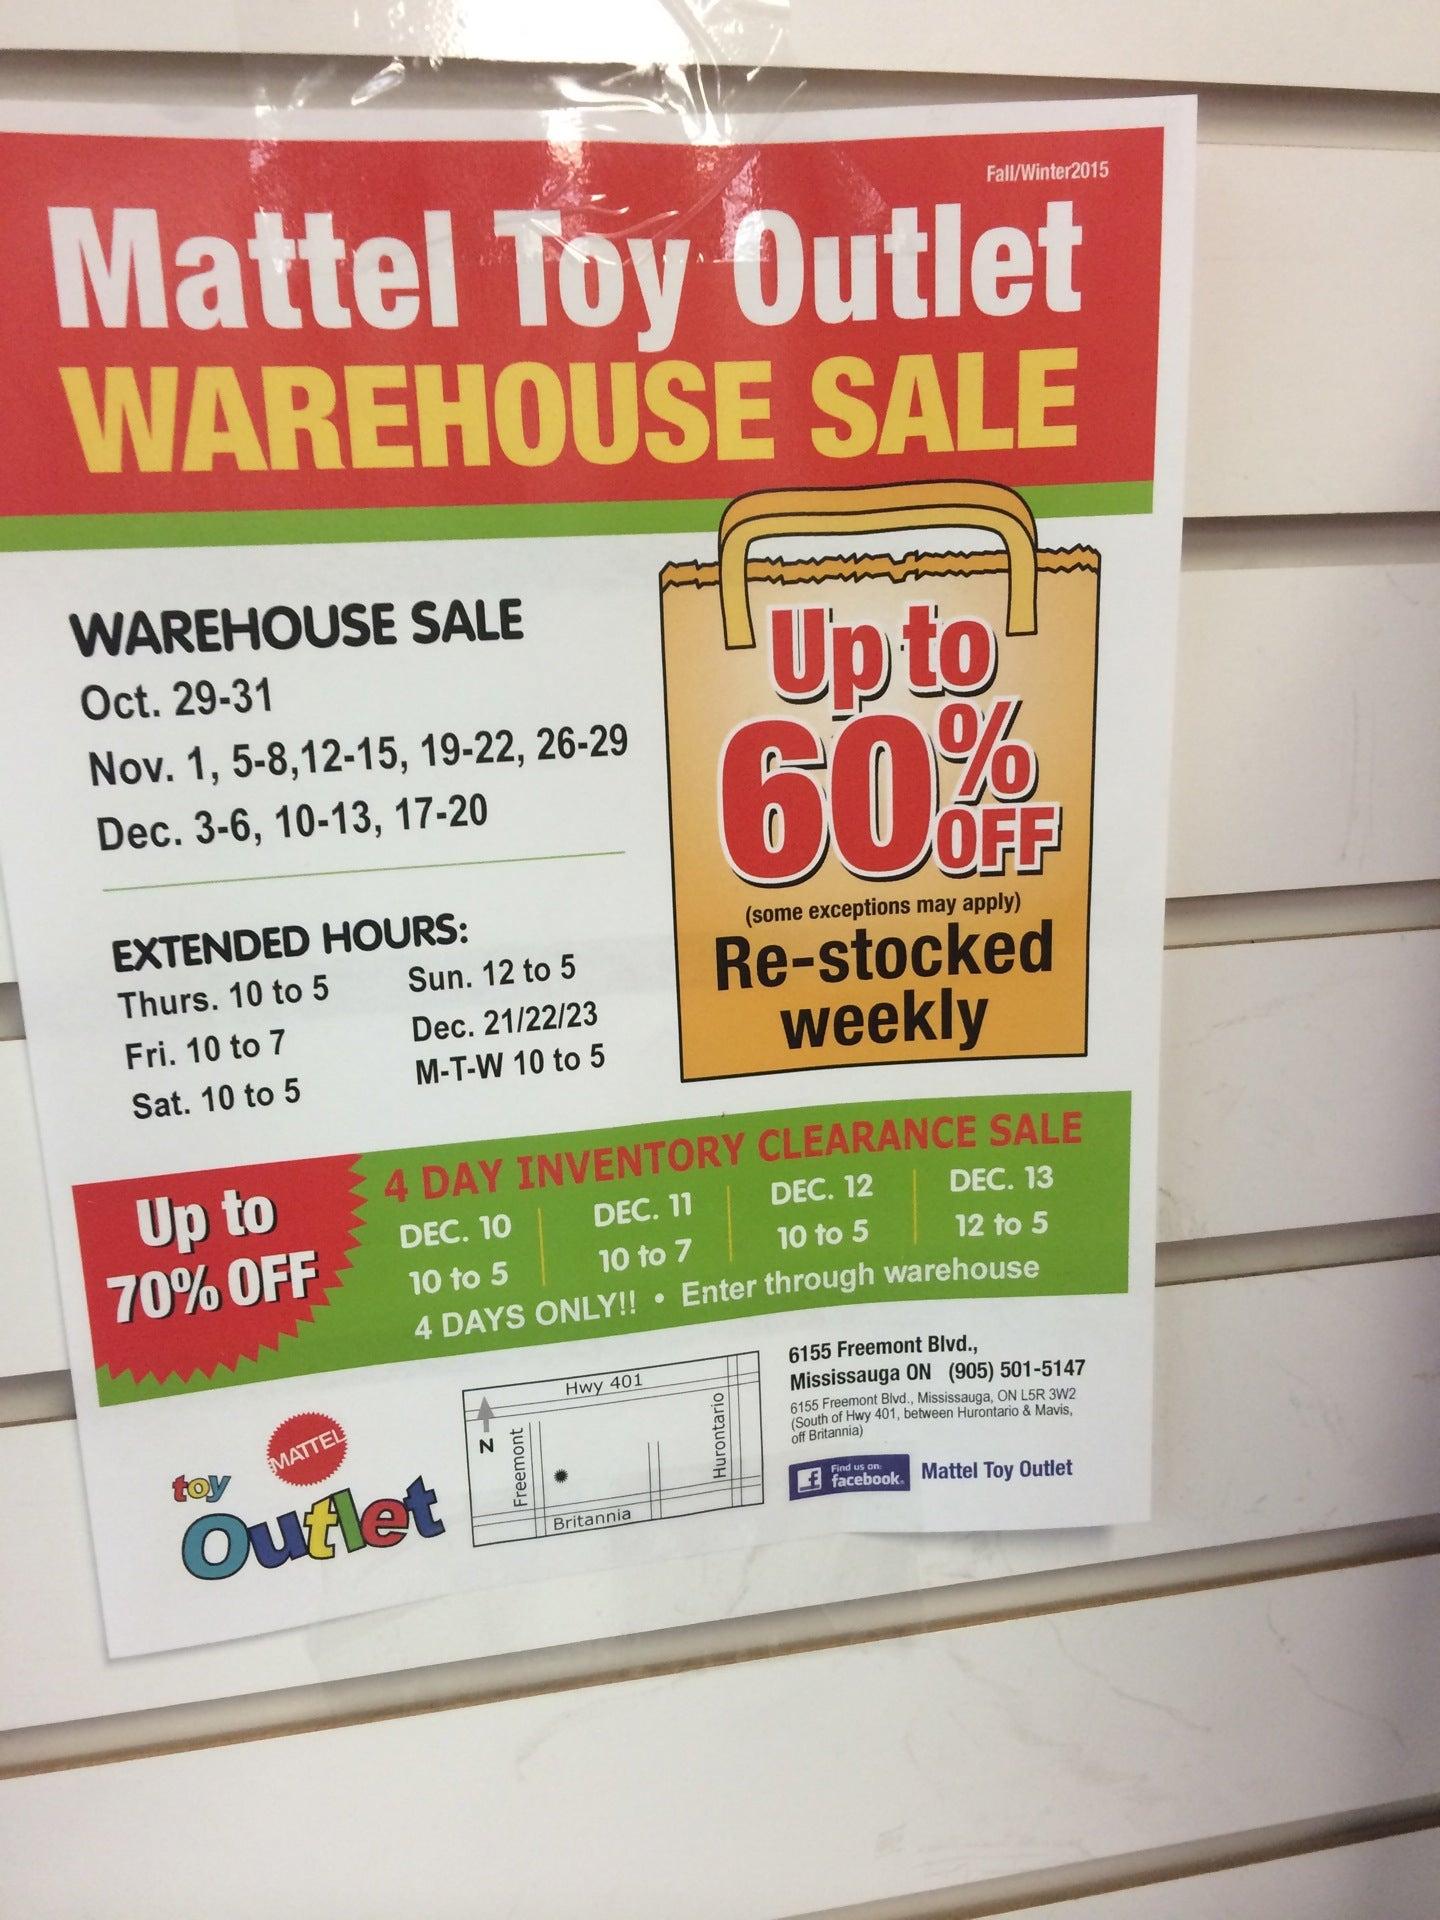 Fall/Winter2015
Mattel Toy Outlet
WAREHOUSE SALE
WAREHOUSE SALE
Oct. 29-31
Nov. 1, 5-8,12-15, 19-22, 26-29
Dec. 3-6, 10-13, 17-20
EXTENDED HOURS:
Thurs. 10 to 5
Fri. 10 to 7
Sat. 10 to 5
Sun. 12 to 5
Dec. 21/22/23
M-T-W 10 to 5
Up to
60% OFF
(some exceptions may apply)
Re-stocked
weekly
Up to
70% OFF
4 DAY INVENTORY CLEARANCE SALE
DEC. 10
10 to 5
DEC. 11
10 to 7
DEC. 12
10 to 5
DEC. 13
12 to 5
4 DAYS ONLY!! • Enter through warehouse
MATTEL
toy
Outlet
Hwy 401
N
Freemont
Hurontario
Britannia
6155 Freemont Blvd.,
Mississauga ON (905) 501-5147
6155 Freemont Blvd., Mississauga, ON L5R 3W2
(South of Hwy 401, between Hurontario & Mavis,
off Britannia)
f
Find us on:
facebook.
Mattel Toy Outlet